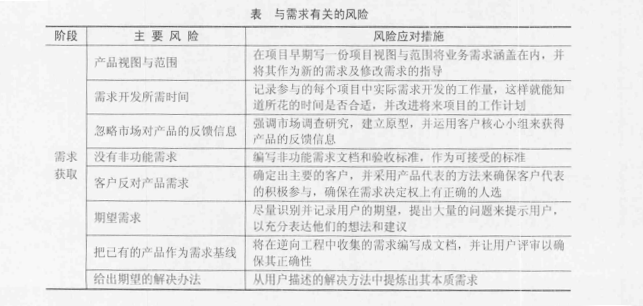 表 与需求有关的风险
阶段 主 要 风 险 风险应对措施
需求
获取
产品视图与范围
在项目早期写一份项目视图与范围将业务需求涵盖在内，并
将其作为新的需求及修改需求的指导
需求开发所需时间
记录参与的每个项目中实际需求开发的工作量，这样就能知
道所花的时间是否合适，并改进将来项目的工作计划
忽略市场对产品的反馈信息
强调市场调查研究，建立原型，并运用客户核心小组来获得
产品的反馈信息
没有非功能需求
编写非功能需求文档和验收标准，作为可接受的标准
客户反对产品需求
确定出主要的客户，并采用产品代表的方法来确保客户代表
的积极参与，确保在需求决定权上有正确的人选
期望需求
尽量识别并记录用户的期望，提出大量的问题来提示用户，
以充分表达他们的想法和建议
把已有的产品作为需求基线
将在逆向工程中收集的需求编写成文档，并让用户评审以确
保其正确性
给出期望的解决办法
从用户描述的解决方法中提炼出其本质需求